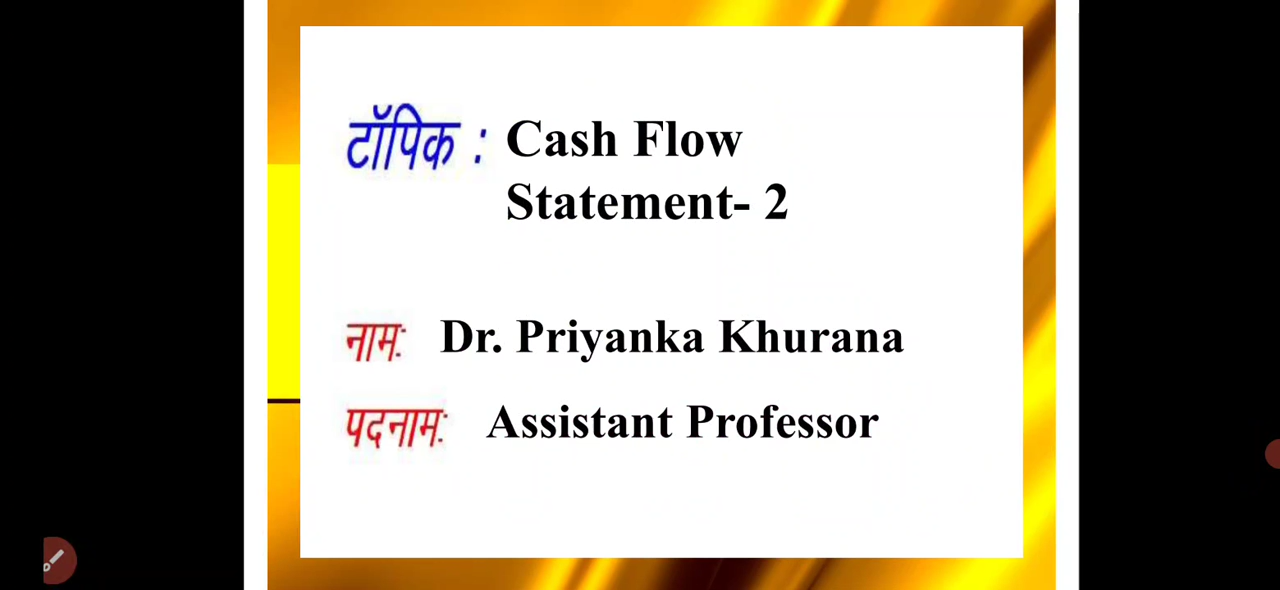 टॉपिक : Cash Flow
Statement- 2
नाम: Dr. Priyanka Khurana
पदनाम: Assistant Professor